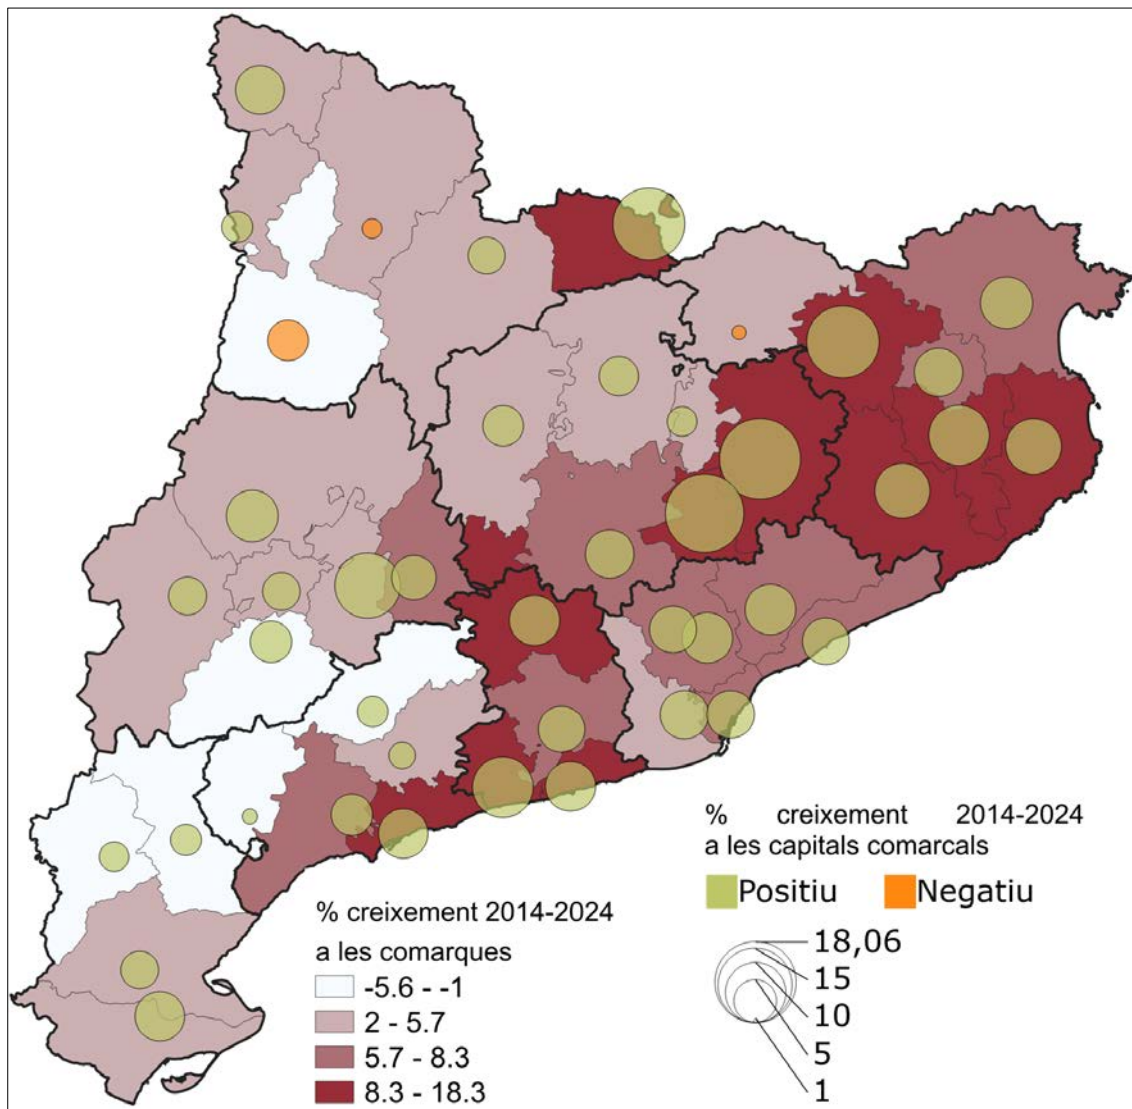 % creixement 2014-2024
a les capitals comarcals
Positiu Negatiu
18,06
15
10
5
1
% creixement 2014-2024
a les comarques
-5.6 - -1
2 - 5.7
5.7 - 8.3
8.3 - 18.3